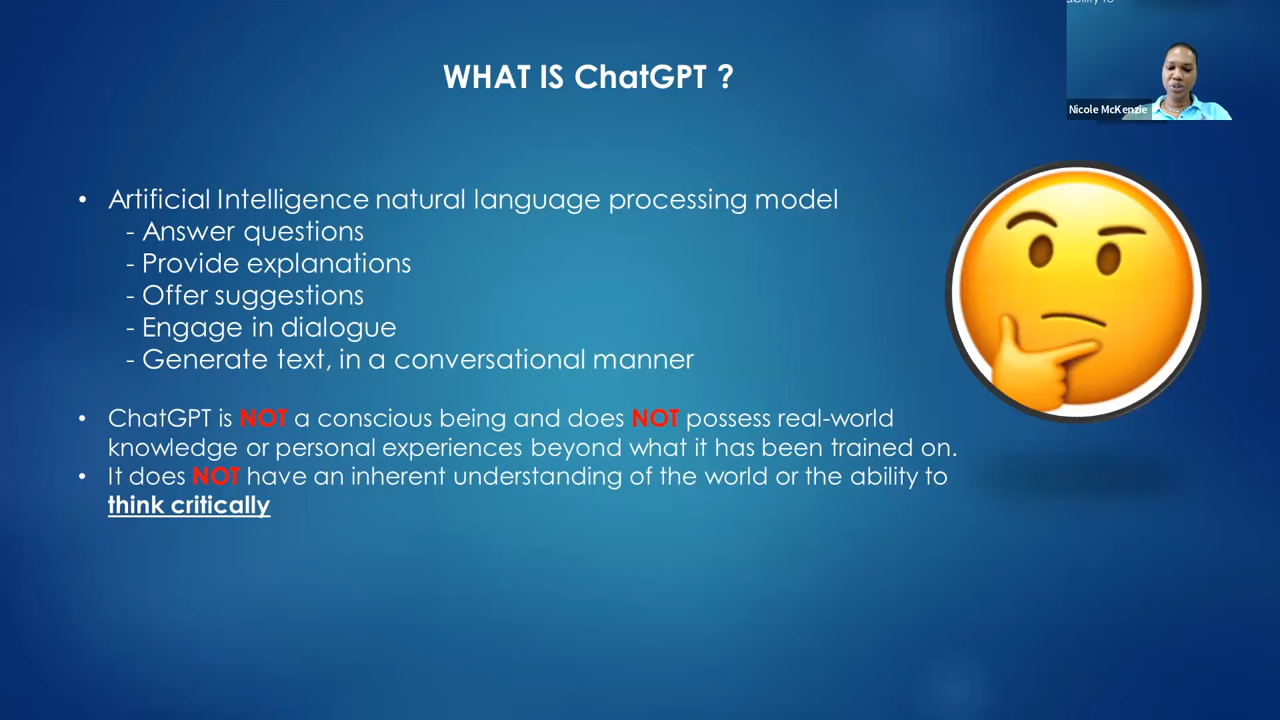 ability to
WHAT IS ChatGPT ?
Nicole McKenzie
• Artificial Intelligence natural language processing model
- Answer questions
- Provide explanations
- Offer suggestions
- Engage in dialogue
- Generate text, in a conversational manner
• ChatGPT is NOT a conscious being and does NOT possess real-world
knowledge or personal experiences beyond what it has been trained on.
• It does NOT have an inherent understanding of the world or the ability to
think critically